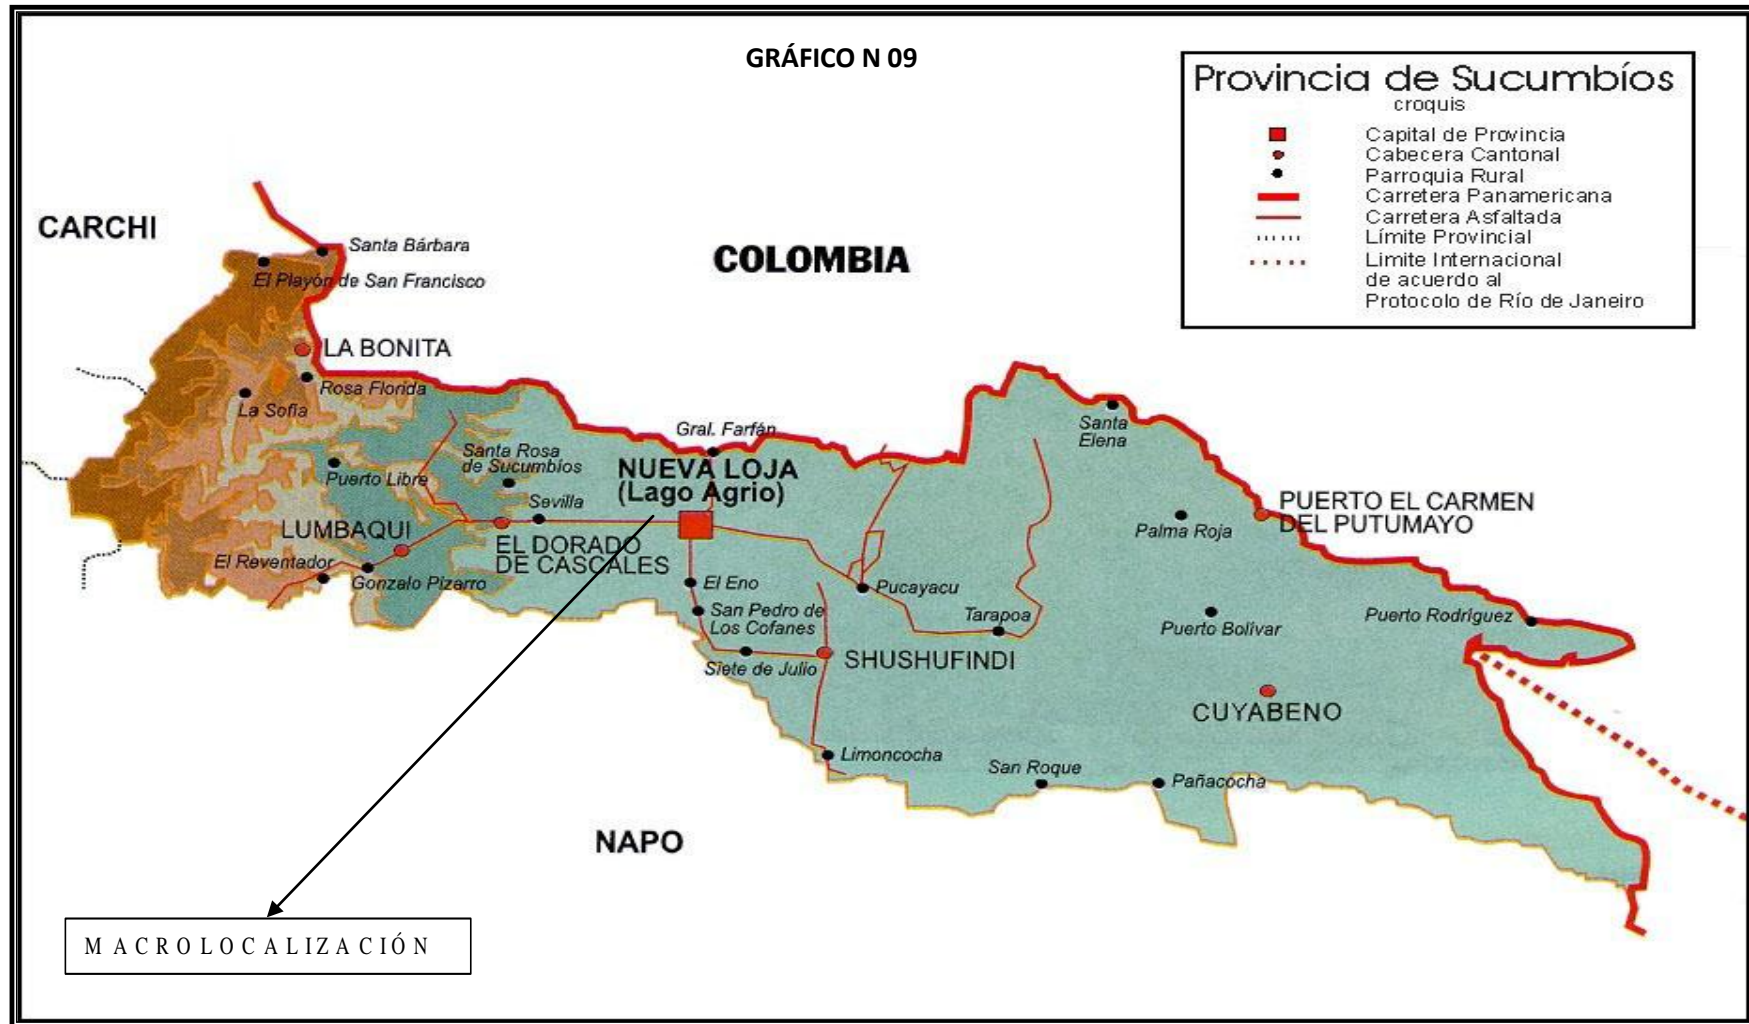 GRÁFICO N 09
Provincia de Sucumbíos
croquis
Capital de Provincia
Cabecera Cantonal
Parroquia Rural
Carretera Panamericana
Carretera Asfaltada
Límite Provincial
Limite Internacional
de acuerdo al
Protocolo de Río de Janeiro
CARCHI
COLOMBIA
Santa Bárbara
El Playón de San Francisco
LA BONITA
Rosa Florida
La Sofía
Gral. Farfán
Santa Elena
Santa Rosa
de Sucumbíos
Puerto Libre
NUEVA LOJA
(Lago Agrio)
Sevilla
PUERTO EL CARMEN
DEL PUTUMAYO
Palma Roja
LUMBAQUI
EL DORADO
DE CASCALES
El Reventador
Gonzalo Pizarro
El Eno
Pucayacu
San Pedro de
Los Cofanes
Tarapoa
Puerto Bolívar
Puerto Rodríguez
Siete de Julio
SHUSHUFINDI
CUYABENO
Limoncocha
San Roque
Pañacocha
NAPO
MACROLOCALIZACIÓN